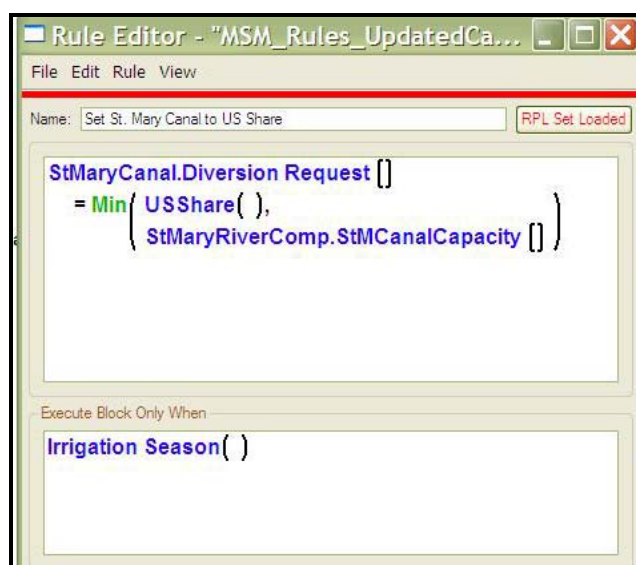 Rule Editor - "MSM_Rules_UpdatedCa...
File Edit Rule View
Name: Set St. Mary Canal to US Share RPL Set Loaded
StMaryCanal.Diversion Request []
= Min( USShare( ),
StMaryRiverComp.StMCanalCapacity [] )
Execute Block Only When
Irrigation Season( )